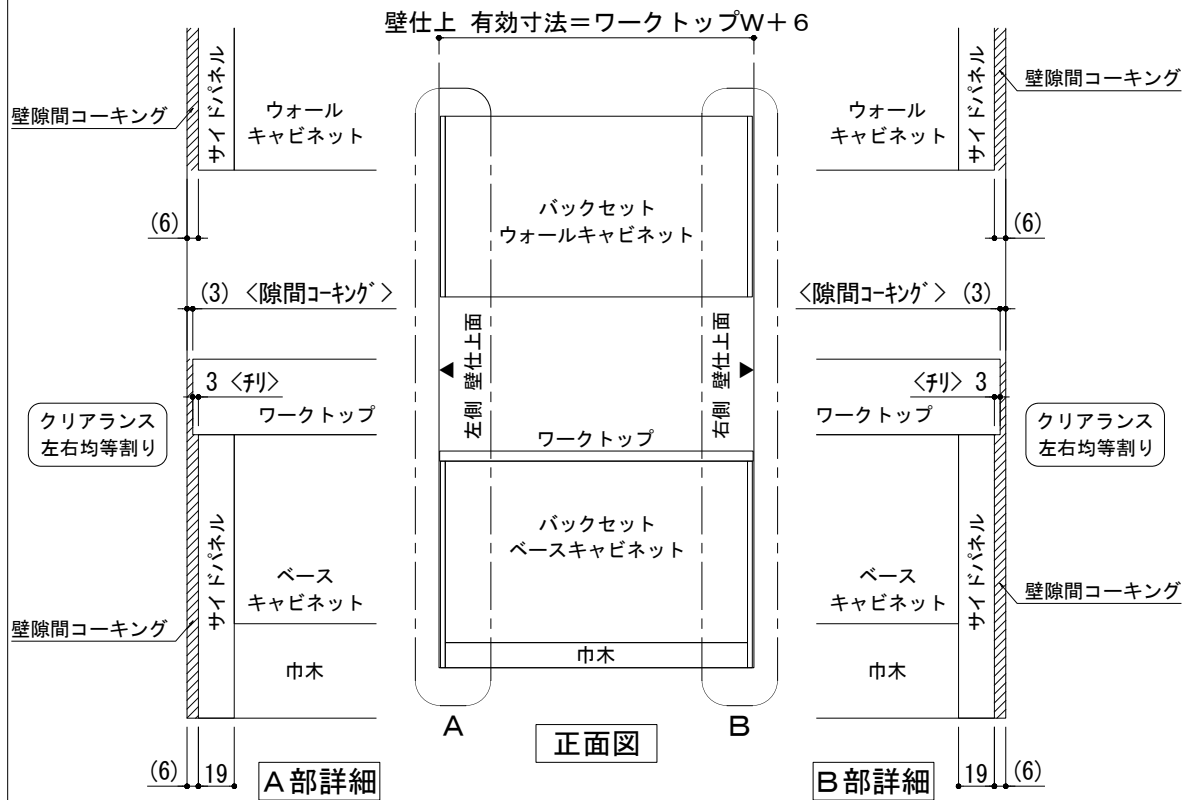 壁仕上 有効寸法＝ワークトップW＋6
壁隙間コーキング
サイドパネル
ウォール
キャビネット
(6)
(3) <隙間ｺｰｷﾝｸﾞ>
3 <ﾁﾘ>
ワークトップ
クリアランス
左右均等割り
サイドパネル
ベース
キャビネット
壁隙間コーキング
巾木
(6)
19
A部詳細
バックセット
ウォールキャビネット
左側 壁仕上面
右側 壁仕上面
ワークトップ
バックセット
ベースキャビネット
巾木
A
B
正面図
ウォール
キャビネット
サイドパネル
壁隙間コーキング
(6)
<隙間ｺｰｷﾝｸﾞ> (3)
<ﾁﾘ> 3
ワークトップ
クリアランス
左右均等割り
ベース
キャビネット
サイドパネル
壁隙間コーキング
巾木
19
(6)
B部詳細